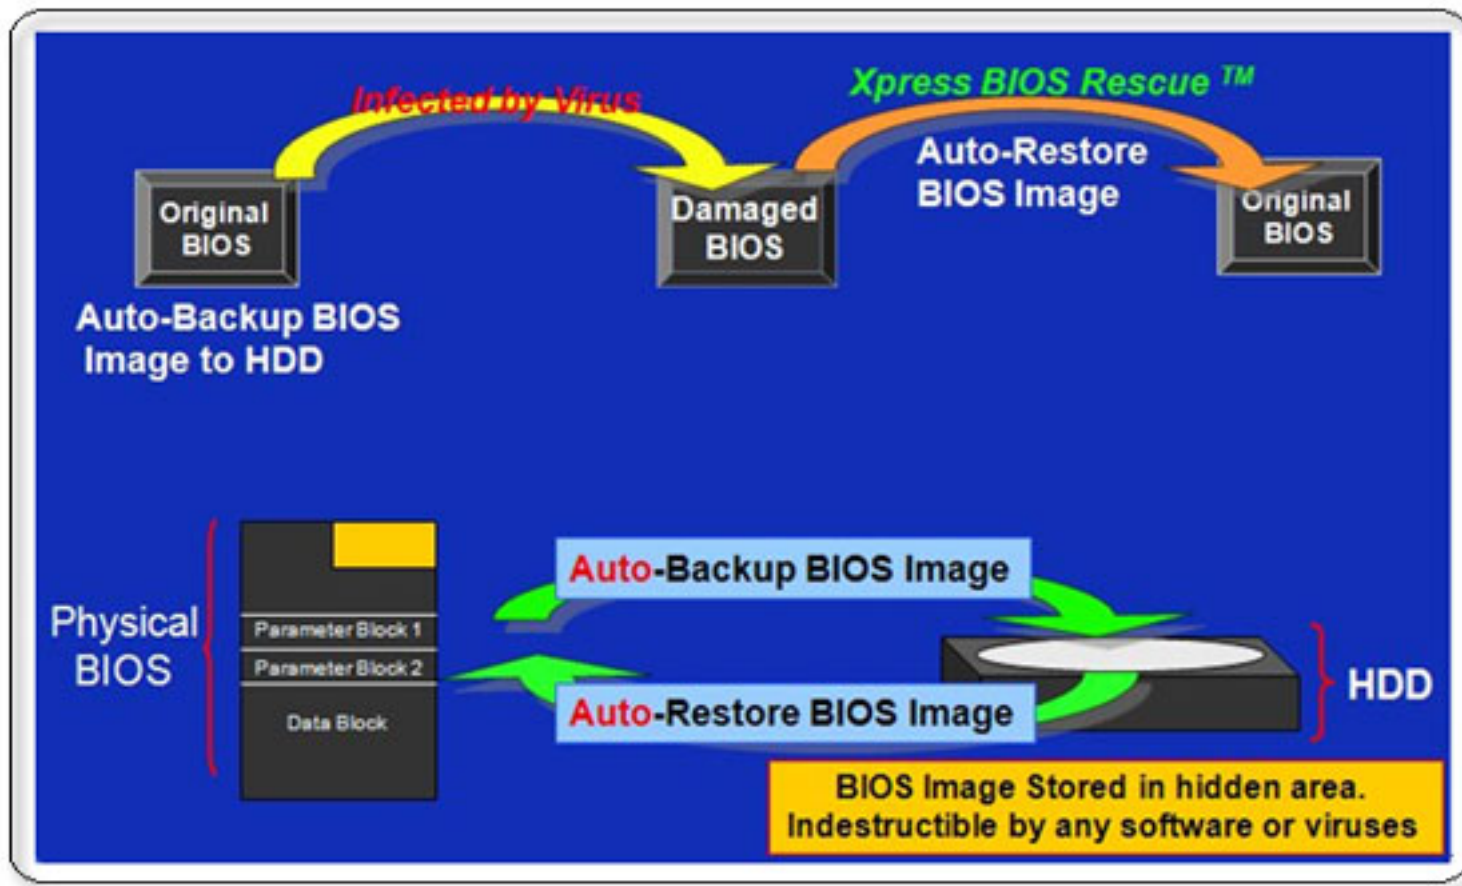 Infected by Virus
Xpress BIOS Rescue TM
Auto-Restore
BIOS Image
Original
BIOS
Damaged
BIOS
Original
BIOS
Auto-Backup BIOS
Image to HDD
Physical
BIOS
Parameter Block 1
Parameter Block 2
Data Block
Auto-Backup BIOS Image
Auto-Restore BIOS Image
HDD
BIOS Image Stored in hidden area.
Indestructible by any software or viruses